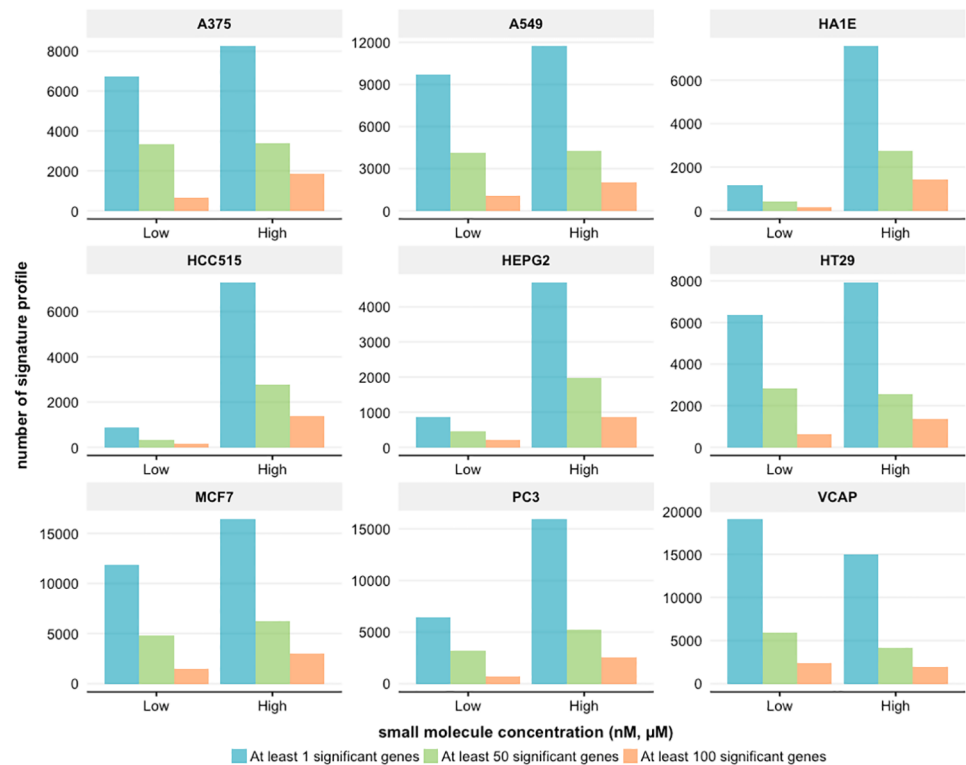 A375
A549
HA1E
8000
6000
4000
2000
0
12000
9000
6000
3000
0
6000
4000
2000
0
Low High
Low High
Low High
HCC515
HEPG2
HT29
6000
4000
2000
0
4000
3000
2000
1000
0
8000
6000
4000
2000
0
Low High
Low High
Low High
MCF7
PC3
VCAP
15000
10000
5000
0
15000
10000
5000
0
20000
15000
10000
5000
0
Low High
Low High
Low High
number of signature profile
small molecule concentration (nM, µM)
At least 1 significant genes At least 50 significant genes At least 100 significant genes